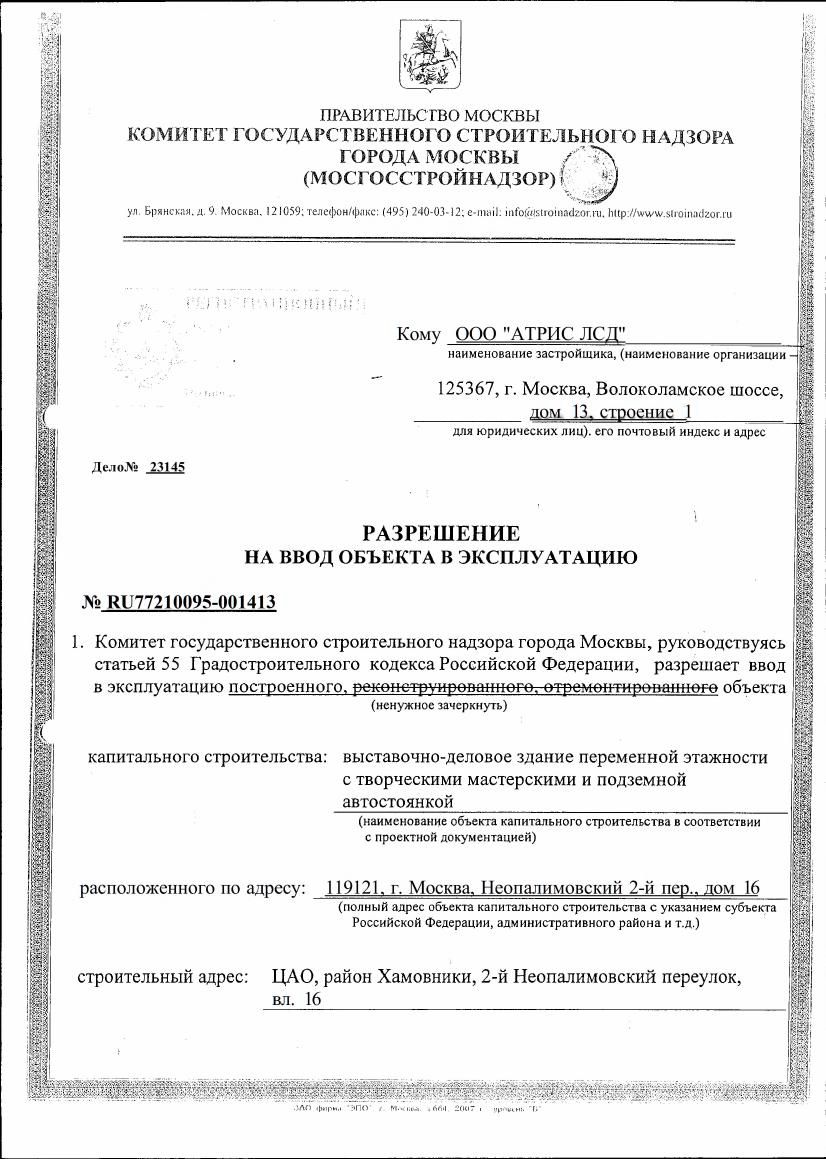 ПРАВИТЕЛЬСТВО МОСКВЫ
КОМИТЕТ ГОСУДАРСТВЕННОГО СТРОИТЕЛЬНОГО НАДЗОРА
ГОРОДА МОСКВЫ
(МОСГОССТРОЙНАДЗОР)
ул. Брянская, д. 9. Москва, 121059; телефон/факс: (495) 240-03-12; e-mail: info@stroinadzor.ru, http://www.stroinadzor.ru
РЕГИСТРАЦИОННЫЙ
Кому ООО "АТРИС ЛСД"
наименование застройщика, (наименование организации –
125367, г. Москва, Волоколамское шоссе,
дом 13, строение 1
для юридических лиц). его почтовый индекс и адрес
Дело№ 23145
РАЗРЕШЕНИЕ
НА ВВОД ОБЪЕКТА В ЭКСПЛУАТАЦИЮ
№ RU77210095-001413
1. Комитет государственного строительного надзора города Москвы, руководствуясь
статьей 55 Градостроительного кодекса Российской Федерации, разрешает ввод
в эксплуатацию построенного, реконструированного, отремонтированного объекта
(ненужное зачеркнуть)
капитального строительства: выставочно-деловое здание переменной этажности
с творческими мастерскими и подземной
автостоянкой
(наименование объекта капитального строительства в соответствии
с проектной документацией)
расположенного по адресу: 119121, г. Москва, Неопалимовский 2-й пер., дом 16
(полный адрес объекта капитального строительства с указанием субъекта
Российской Федерации, административного района и т.д.)
строительный адрес: ЦАО, район Хамовники, 2-й Неопалимовский переулок,
вл. 16
ЗАО фирма "ЭПО", г. Москва, 2007 г. уровень "Б"